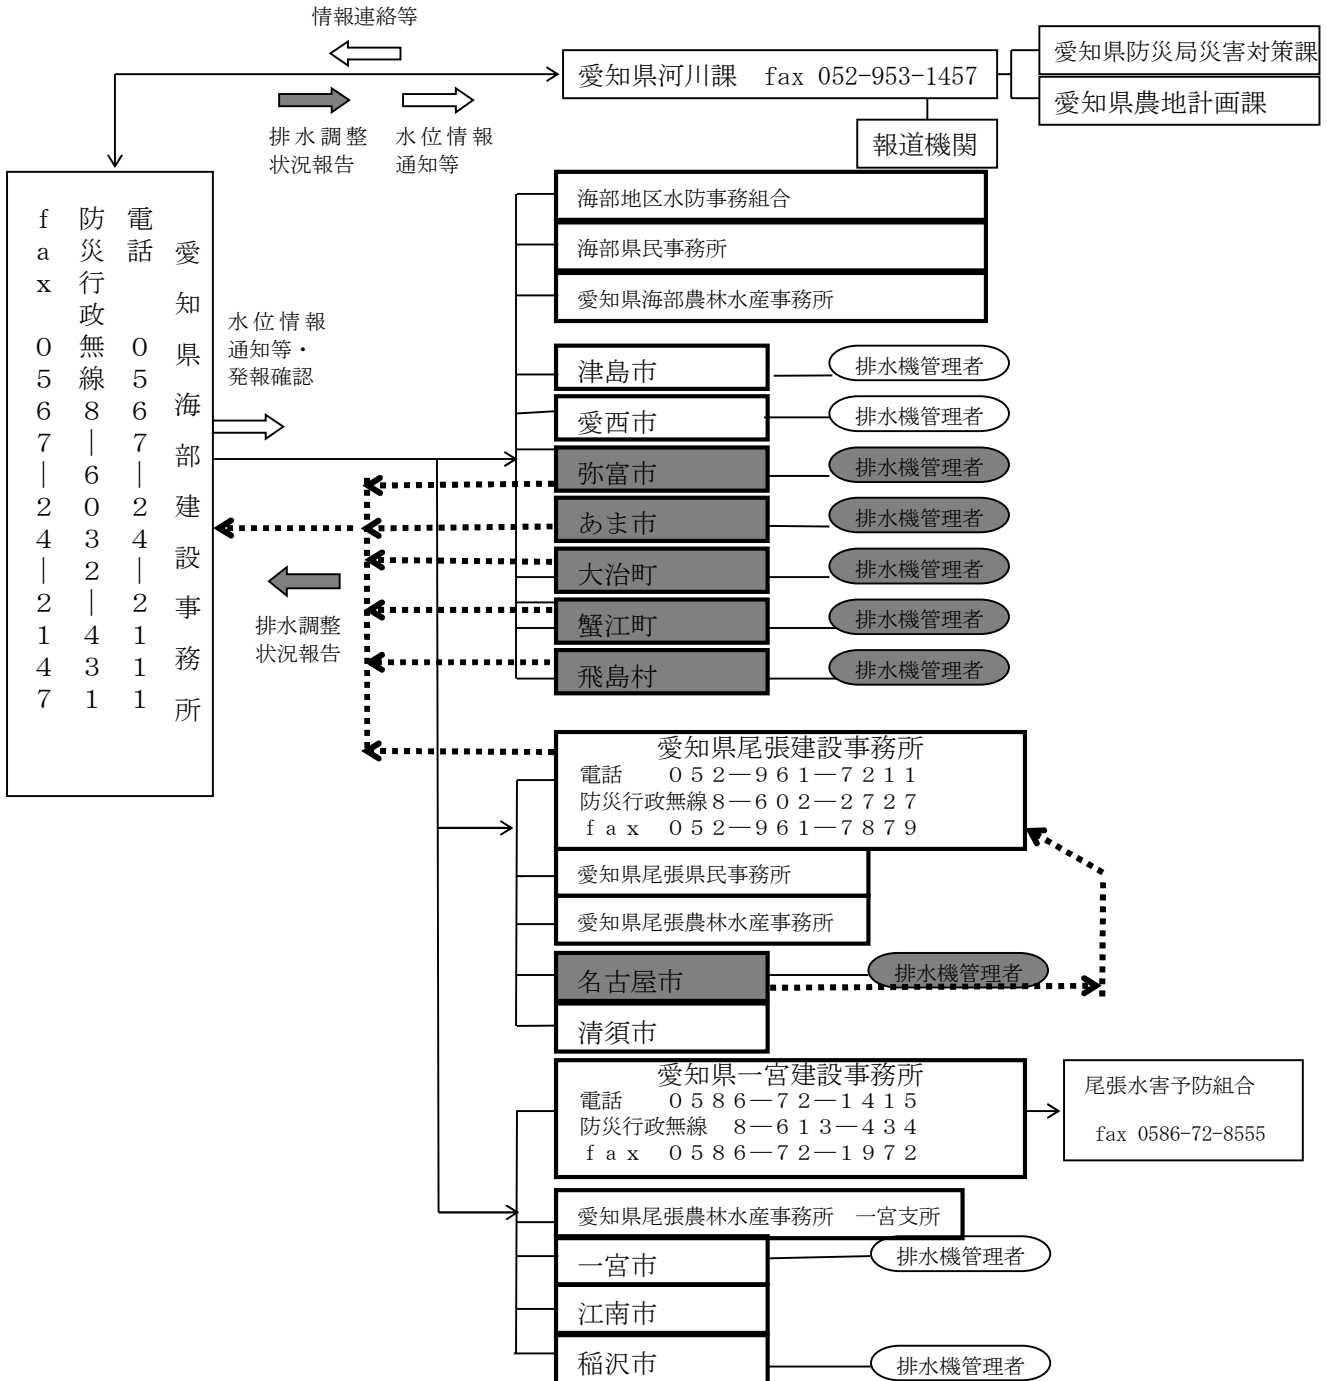 情報連絡等
愛知県河川課　fax 052-953-1457
愛知県防災局災害対策課
愛知県農地計画課
報道機関
排水調整
状況報告
水位情報
通知等
愛知県海部建設事務所
電話　　０５６７―２４―２１１１
防災行政無線８―６０３２―４３１
ｆａｘ　０５６７―２４―２１４７
水位情報
通知等・
発報確認
排水調整
状況報告
海部地区水防事務組合
海部県民事務所
愛知県海部農林水産事務所
津島市
排水機管理者
愛西市
排水機管理者
弥富市
排水機管理者
あま市
排水機管理者
大治町
排水機管理者
蟹江町
排水機管理者
飛島村
排水機管理者
愛知県尾張建設事務所
電話　　０５２―９６１―７２１１
防災行政無線８―６０２―２７２７
ｆａｘ　０５２―９６１―７８７９
愛知県尾張県民事務所
愛知県尾張農林水産事務所
名古屋市
排水機管理者
清須市
愛知県一宮建設事務所
電話　　０５８６―７２―１４１５
防災行政無線　８―６１３―４３４
ｆａｘ　０５８６―７２―１９７２
尾張水害予防組合
fax 0586-72-8555
愛知県尾張農林水産事務所　一宮支所
一宮市
排水機管理者
江南市
稲沢市
排水機管理者